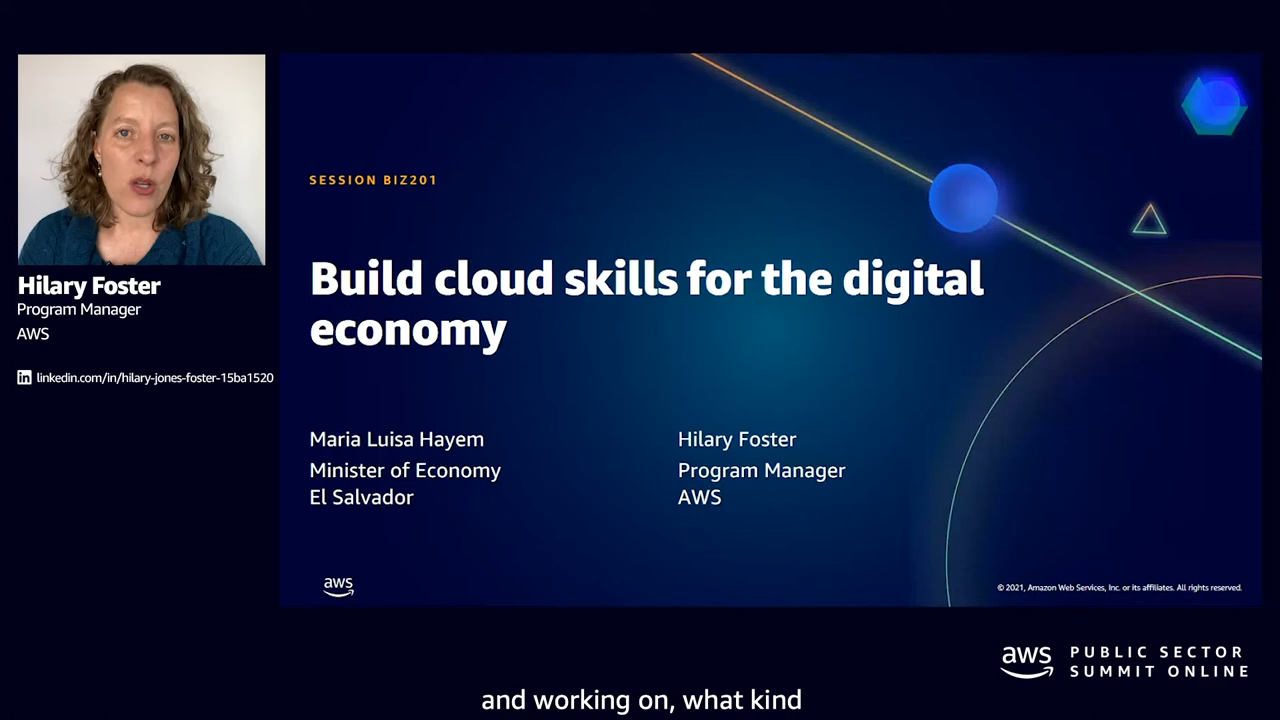 Hilary Foster
Program Manager
AWS
in linkedin.com/in/hilary-jones-foster-15ba1520
SESSION BIZ201
Build cloud skills for the digital
economy
Maria Luisa Hayem
Minister of Economy
El Salvador
Hilary Foster
Program Manager
AWS
aws
© 2021, Amazon Web Services, Inc. or its affiliates. All rights reserved.
aws
PUBLIC SECTOR
SUMMIT ONLINE
and working on, what kind